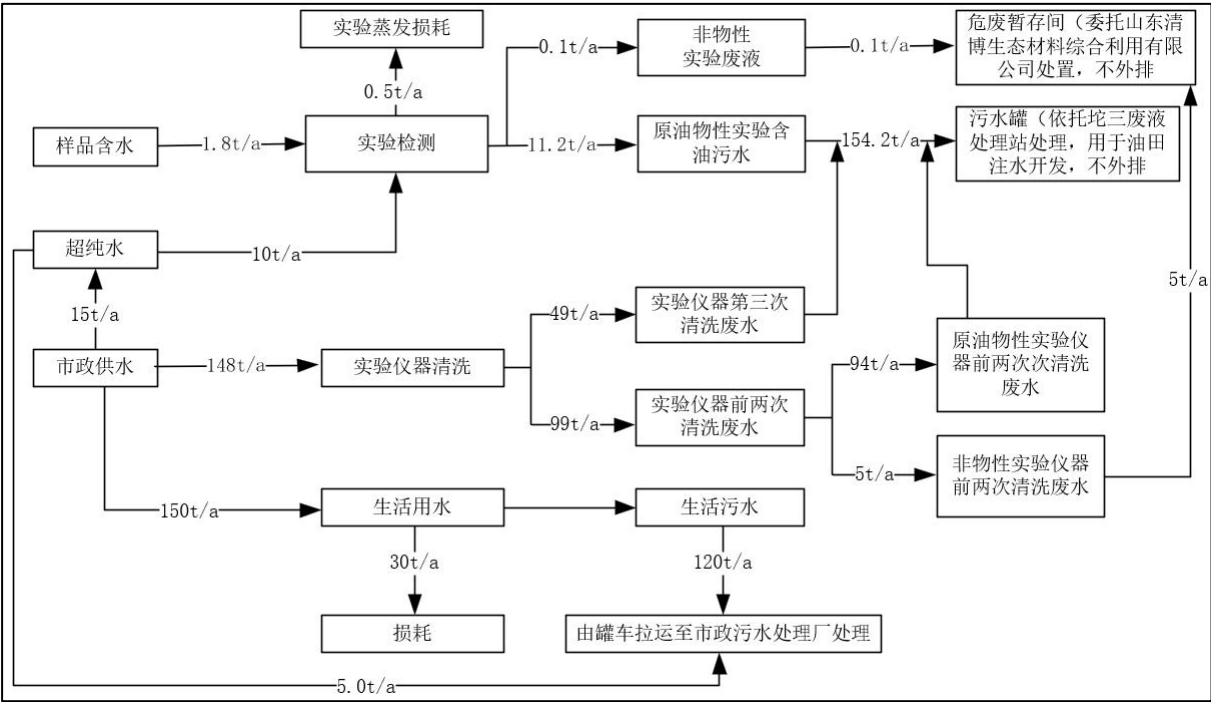 实验蒸发损耗
0.5t/a
样品含水
1.8t/a
实验检测
0.1t/a
非物性
实验废液
0.1t/a
危废暂存间（委托山东清
博生态材料综合利用有限
公司处置，不外排
11.2t/a
原油物性实验含
油污水
154.2t/a
污水罐（依托坨三废液
处理站处理，用于油田
注水开发，不外排
超纯水
10t/a
15t/a
市政供水
148t/a
实验仪器清洗
49t/a
实验仪器第三次
清洗废水
99t/a
实验仪器前两次
清洗废水
94t/a
原油物性实验仪
器前两次次清洗
废水
5t/a
非物性实验仪器
前两次清洗废水
5t/a
150t/a
生活用水
生活污水
30t/a
120t/a
损耗
由罐车拉运至市政污水处理厂处理
5.0t/a